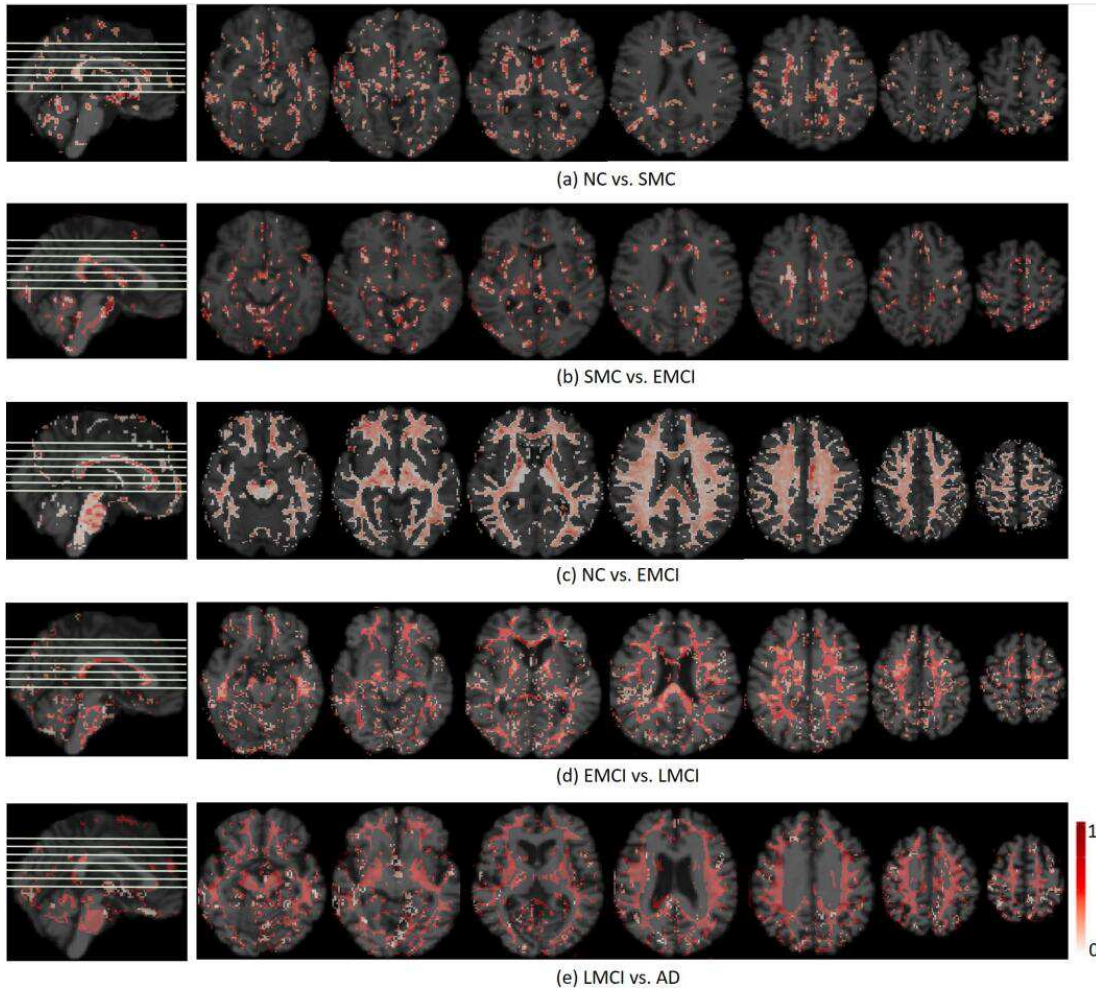 (a) NC vs. SMC
(b) SMC vs. EMCI
(c) NC vs. EMCI
(d) EMCI vs. LMCI
1
0
(e) LMCI vs. AD